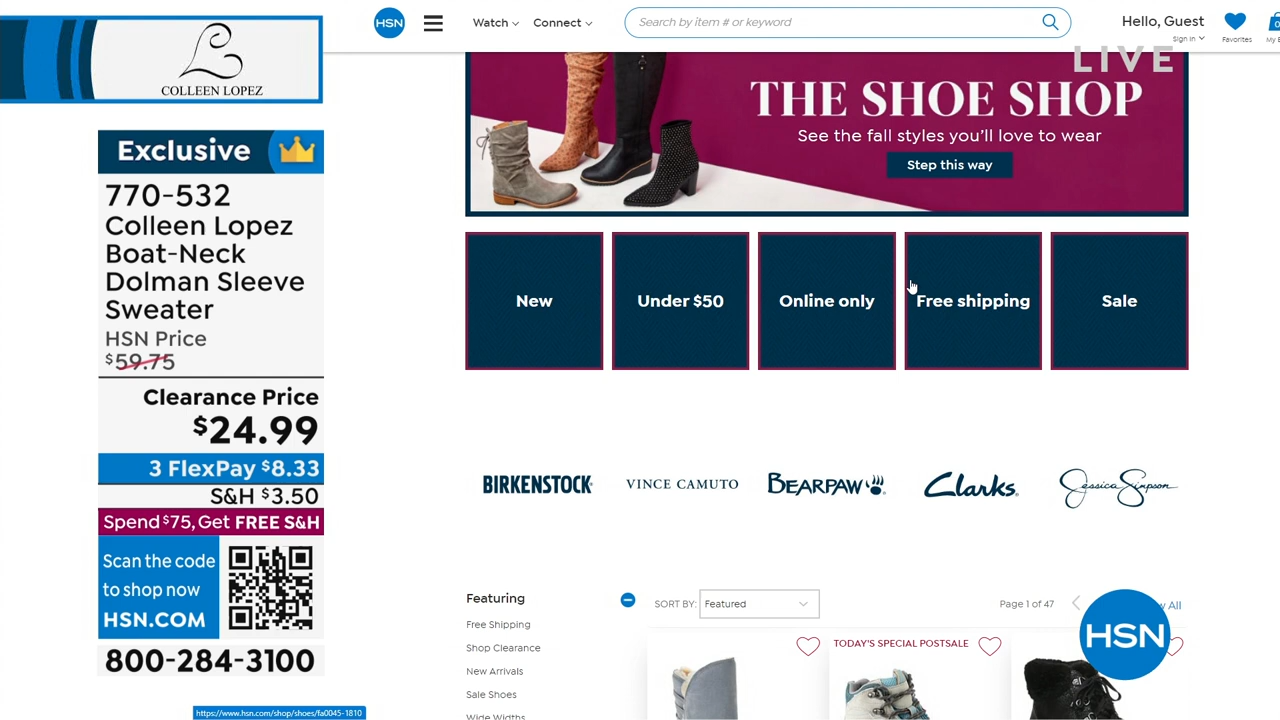 COLLEEN LOPEZ
Exclusive
770-532
Colleen Lopez
Boat-Neck
Dolman Sleeve
Sweater
HSN Price
$59.75
Clearance Price
$24.99
3 FlexPay $8.33
S&H $3.50
Spend $75, Get FREE S&H
Scan the code
to shop now
HSN.COM
800-284-3100
HSN
Watch
Connect
Search by item # or keyword
Hello, Guest
Sign In
Favorites
0
My
LIVE
THE SHOE SHOP
See the fall styles you'll love to wear
Step this way
New
Under $50
Online only
Free shipping
Sale
BIRKENSTOCK
VINCE CAMUTO
BEARPAW
Clarks
Jessica Simpson
Featuring
Free Shipping
Shop Clearance
New Arrivals
Sale Shoes
Wide Widths
SORT BY:
Featured
Page 1 of 47
All
TODAY'S SPECIAL POSTSALE
HSN
https://www.hsn.com/shop/shoes/fa0045-1810